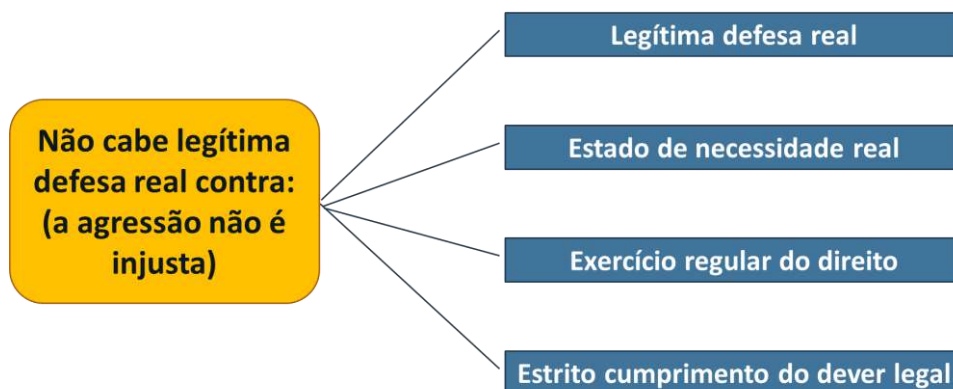 Não cabe legítima
defesa real contra:
(a agressão não é
injusta)
Legítima defesa real
Estado de necessidade real
Exercício regular do direito
Estrito cumprimento do dever legal